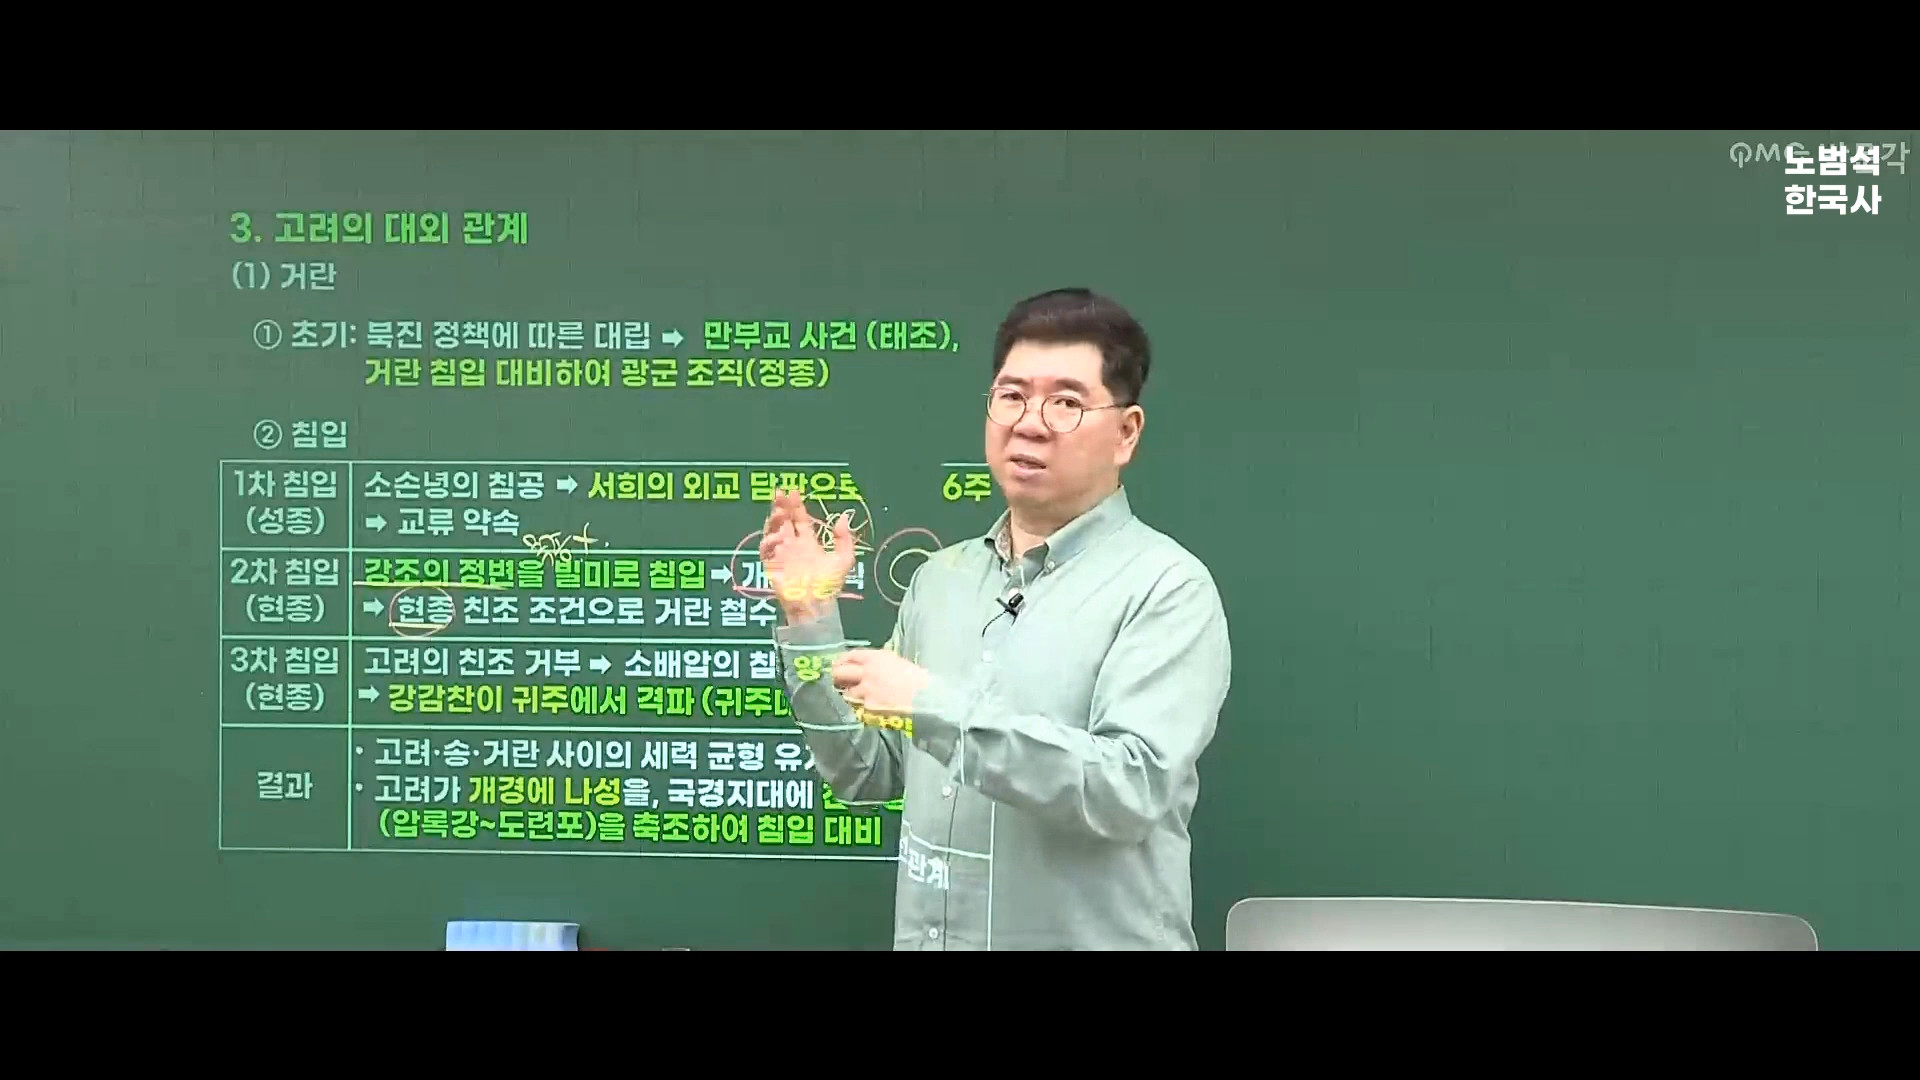 노범석
한국사
3. 고려의 대외 관계
(1) 거란
① 초기: 북진 정책에 따른 대립 ➡ 만부교 사건 (태조),
거란 침입 대비하여 광군 조직(정종)
② 침입
1차 침입 소손녕의 침공 ➡ 서희의 외교 담판으로 6주
(성종) ➡ 교류 약속
2차 침입 강조의 정변을 빌미로 침입 ➡
(현종) ➡ 현종 친조 조건으로 거란 철수
3차 침입 고려의 친조 거부 ➡ 소배압의
(현종) ➡ 강감찬이 귀주에서 격파
결과
· 고려·송·거란 사이의 세력 균형
· 고려가 개경에 나성을, 국경지대에
(압록강~도련포)을 축조하여 침입 대비
관계